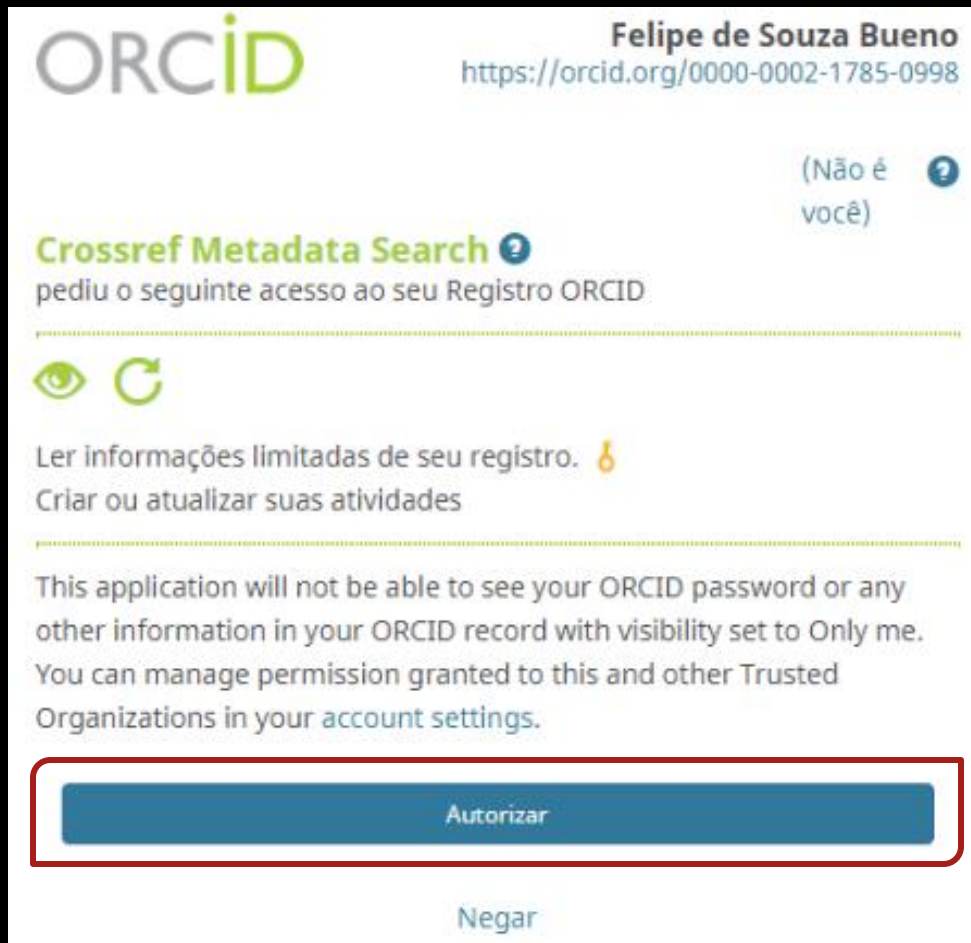 ORCID
Felipe de Souza Bueno
https://orcid.org/0000-0002-1785-0998
(Não é
você)
Crossref Metadata Search
pediu o seguinte acesso ao seu Registro ORCID
Ler informações limitadas de seu registro.
Criar ou atualizar suas atividades
This application will not be able to see your ORCID password or any
other information in your ORCID record with visibility set to Only me.
You can manage permission granted to this and other Trusted
Organizations in your account settings.
Autorizar
Negar